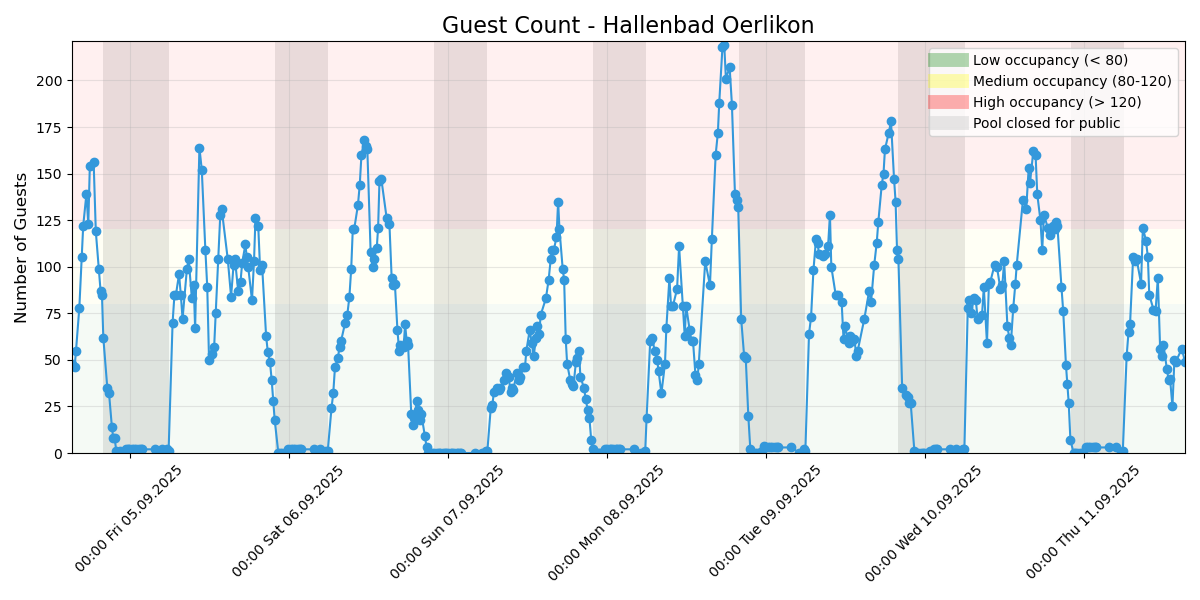 Guest Count - Hallenbad Oerlikon
Number of Guests
200
175
150
125
100
75
50
25
0
Low occupancy (< 80)
Medium occupancy (80-120)
High occupancy (> 120)
Pool closed for public
00:00 Fri 05.09.2025
00:00 Sat 06.09.2025
00:00 Sun 07.09.2025
00:00 Mon 08.09.2025
00:00 Tue 09.09.2025
00:00 Wed 10.09.2025
00:00 Thu 11.09.2025